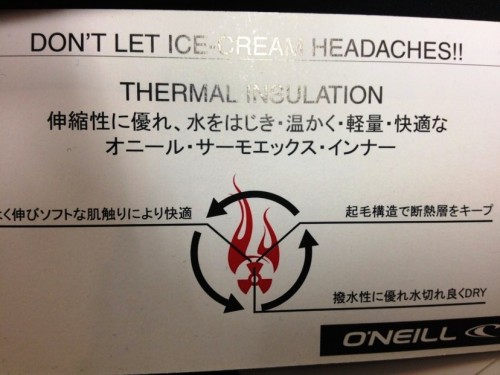 DON'T LET ICE-CREAM HEADACHES!!
THERMAL INSULATION
伸縮性に優れ、水をはじき・温かく・軽量・快適な
オニール・サーモエックス・インナー
く伸びソフトな肌触りにより快適
起毛構造で断熱層をキープ
撥水性に優れ水切れ良くDRY
O'NEILL